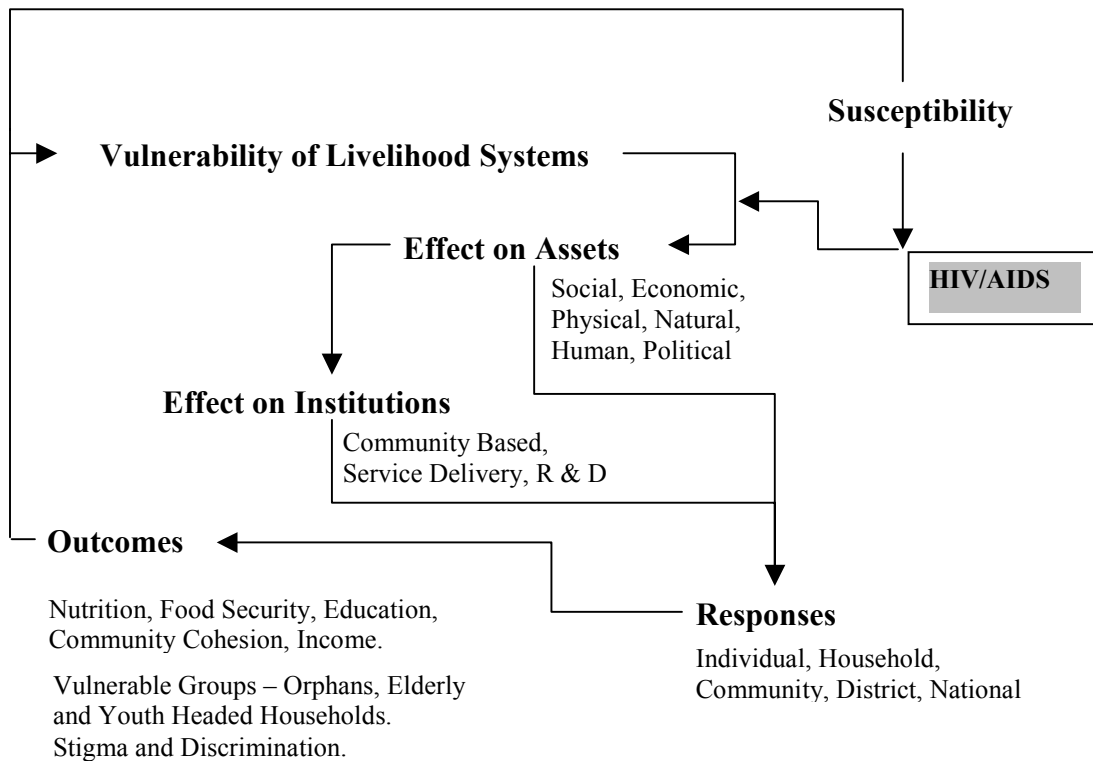 Susceptibility
Vulnerability of Livelihood Systems
Effect on Assets
Social, Economic,
Physical, Natural,
Human, Political
HIV/AIDS
Effect on Institutions
Community Based,
Service Delivery, R & D
Outcomes
Nutrition, Food Security, Education,
Community Cohesion, Income.
Vulnerable Groups – Orphans, Elderly
and Youth Headed Households.
Stigma and Discrimination.
Responses
Individual, Household,
Community, District, National